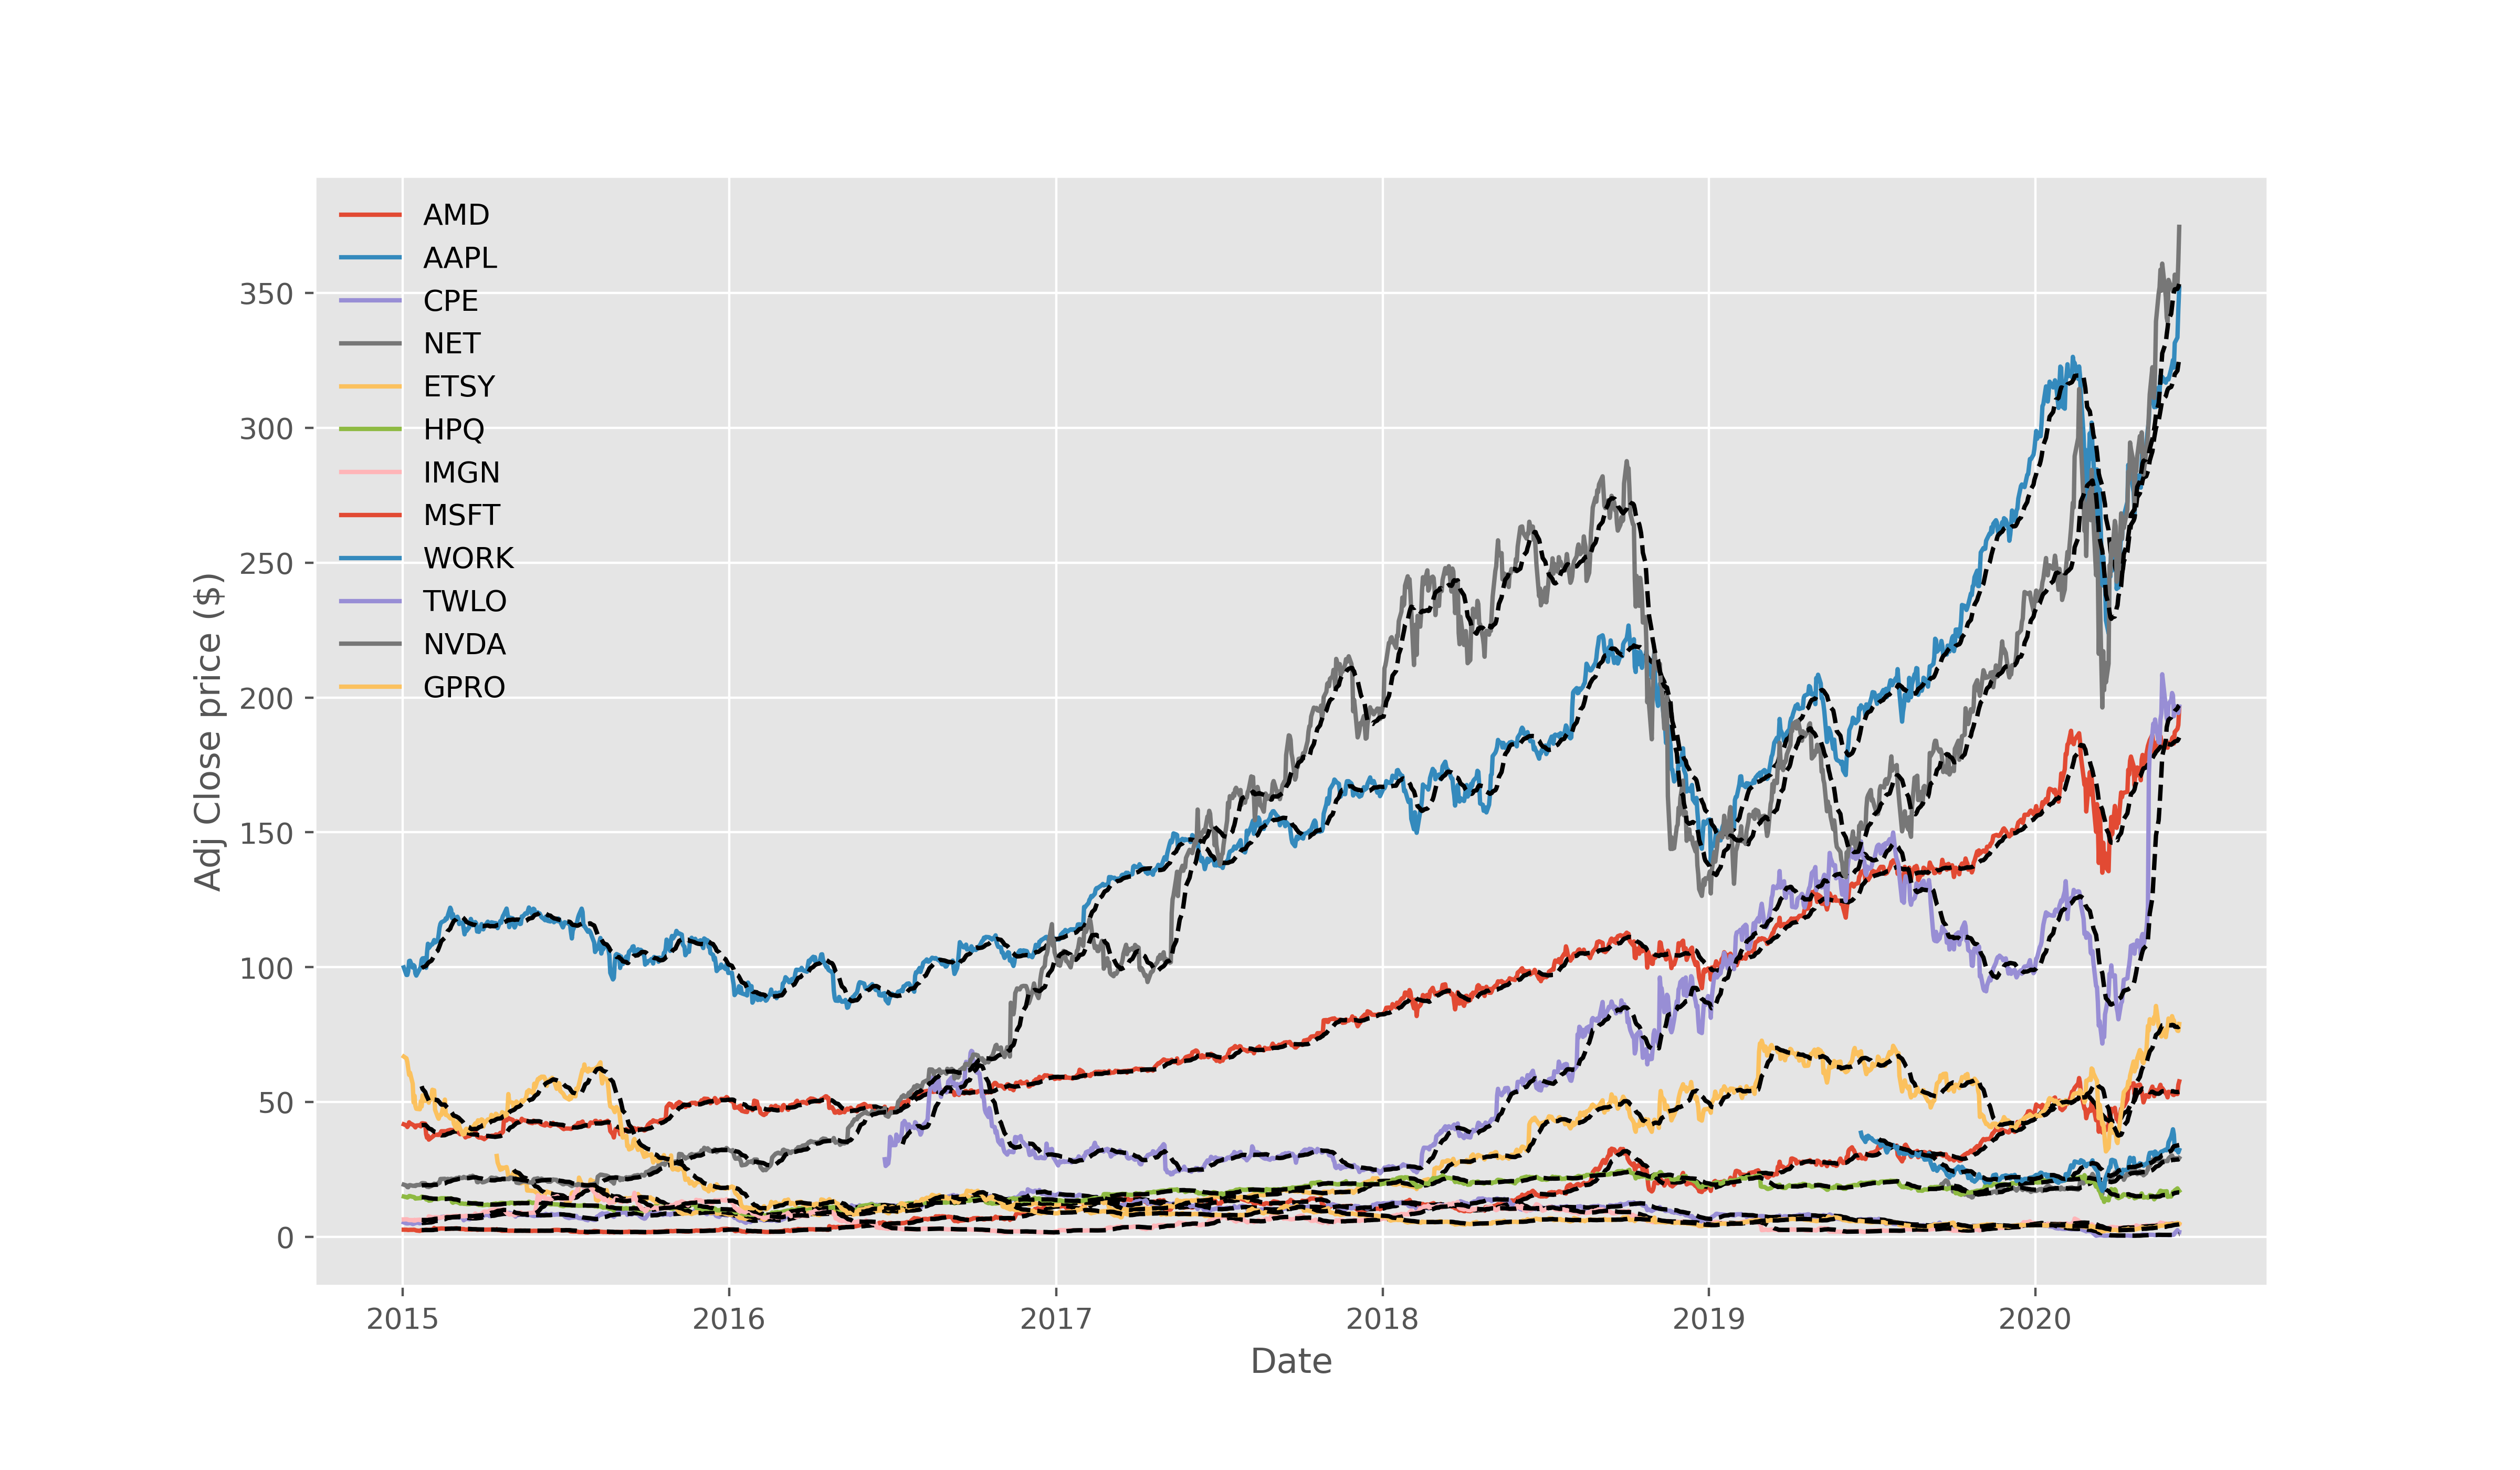 AMD
AAPL
CPE
NET
ETSY
HPQ
IMGN
MSFT
WORK
TWLO
NVDA
GPRO
350
300
250
200
150
100
50
0
Adj Close price ($)
2015 2016 2017 2018 2019 2020
Date